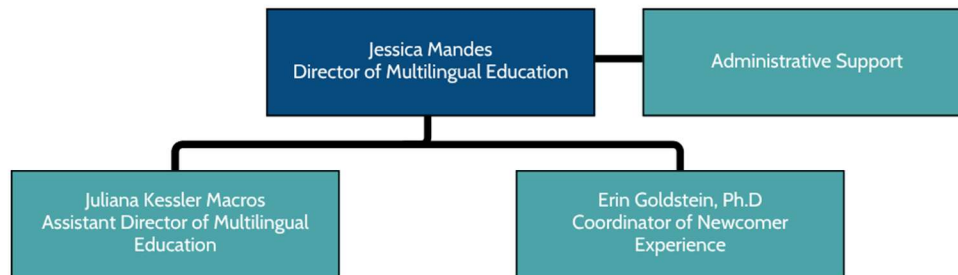 Jessica Mandes
Director of Multilingual Education
Administrative Support
Juliana Kessler Macros
Assistant Director of Multilingual
Education
Erin Goldstein, Ph.D
Coordinator of Newcomer
Experience